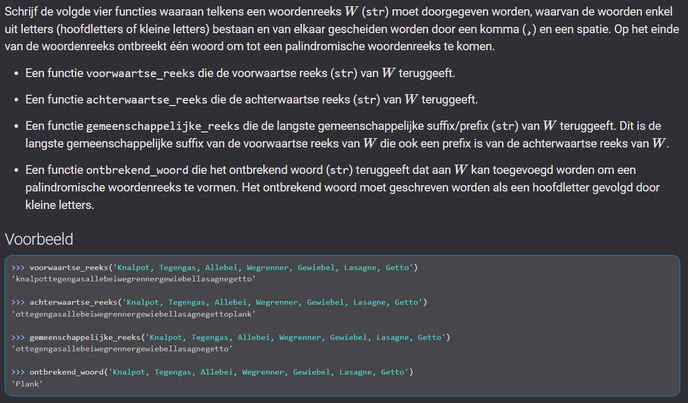 Schrijf de volgde vier functies waaraan telkens een woordenreeks W (str) moet doorgegeven worden, waarvan de woorden enkel
uit letters (hoofdletters of kleine letters) bestaan en van elkaar gescheiden worden door een komma (,) en een spatie. Op het einde
van de woordenreeks ontbreekt één woord om tot een palindromische woordenreeks te komen.
• Een functie voorwaartse_reeks die de voorwaartse reeks (str) van W teruggeeft.
• Een functie achterwaartse_reeks die de achterwaartse reeks (str) van W teruggeeft.
• Een functie gemeenschappelijke_reeks die de langste gemeenschappelijke suffix/prefix (str) van W teruggeeft. Dit is de
langste gemeenschappelijke suffix van de voorwaartse reeks van W die ook een prefix is van de achterwaartse reeks van W.
• Een functie ontbrekend_woord die het ontbrekend woord (str) teruggeeft dat aan W kan toegevoegd worden om een
palindromische woordenreeks te vormen. Het ontbrekend woord moet geschreven worden als een hoofdletter gevolgd door
kleine letters.
Voorbeeld
>>> voorwaartse_reeks('Knalpot, Tegengas, Allebei, Wegrenner, Gewiebel, Lasagne, Getto')
'knalpottegengasallebeiwegrennergewiebellasagnegetto'
>>> achterwaartse_reeks('Knalpot, Tegengas, Allebei, Wegrenner, Gewiebel, Lasagne, Getto')
'ottegengasallebeiwegrennergewiebellasagnegettoplank'
>>> gemeenschappelijke_reeks('Knalpot, Tegengas, Allebei, Wegrenner, Gewiebel, Lasagne, Getto')
'ottegengasallebeiwegrennergewiebellasagnegetto'
>>> ontbrekend_woord('Knalpot, Tegengas, Allebei, Wegrenner, Gewiebel, Lasagne, Getto')
'Plank'